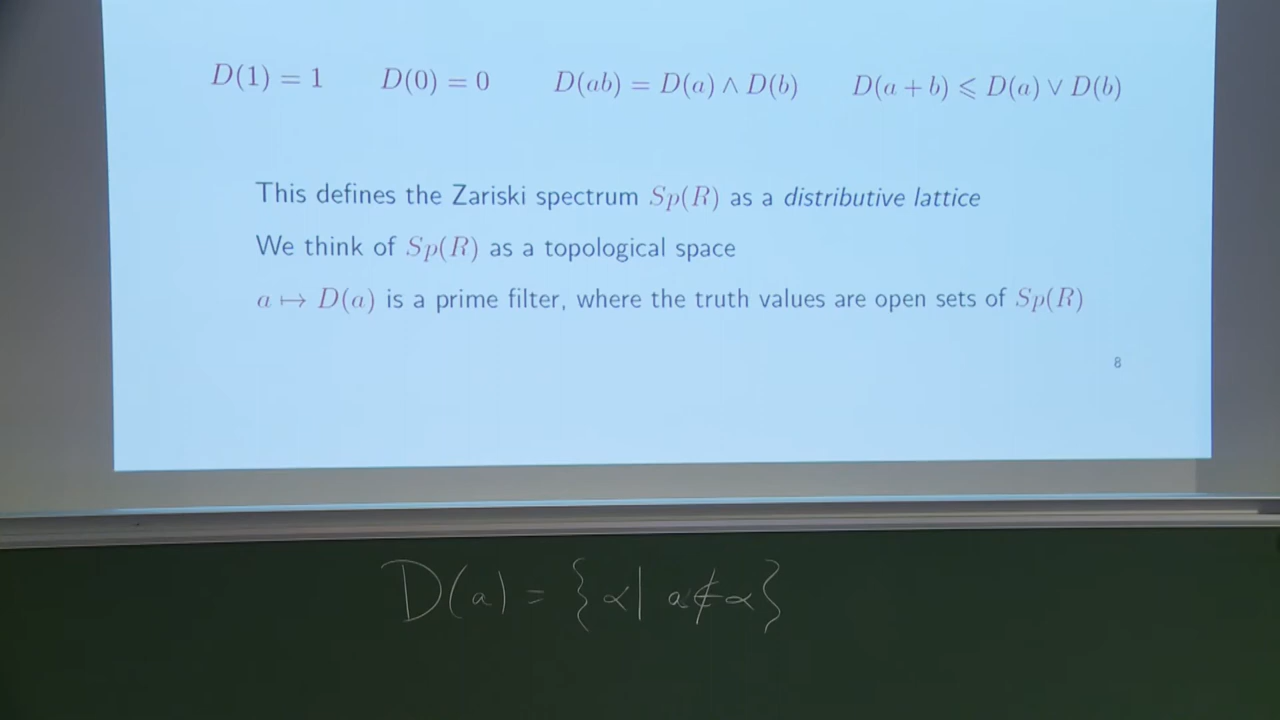 D(1) = 1 D(0) = 0 D(ab) = D(a) ∧ D(b) D(a + b) ⩽ D(a) ∨ D(b)
This defines the Zariski spectrum Sp(R) as a distributive lattice
We think of Sp(R) as a topological space
a ↦ D(a) is a prime filter, where the truth values are open sets of Sp(R)
8
D(a) = {α | a ∉ α}